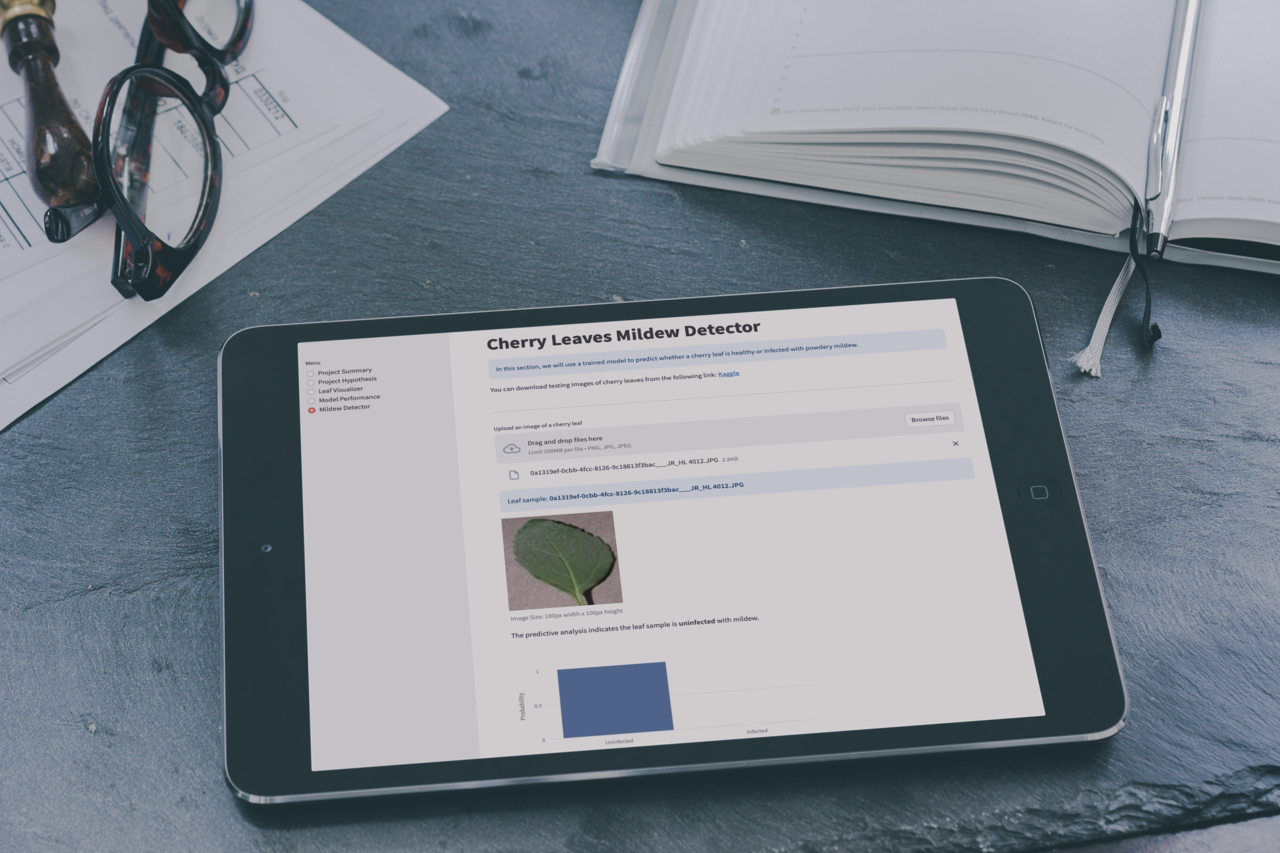 Cherry Leaves Mildew Detector
In this section, we will use a trained model to predict whether a cherry leaf is healthy or infected with powdery mildew.
You can download testing images of cherry leaves from the following link: Kaggle
Menu
Project Summary
Project Hypothesis
Leaf Visualizer
Model Performance
Mildew Detector
Upload an image of a cherry leaf
Drag and drop files here
Limit 200MB per file • PNG, JPG, JPEG
Browse files
0a1319ef-0cbb-4fcc-8126-9c18813f3bac___JR_HL 4012.JPG
Leaf sample: 0a1319ef-0cbb-4fcc-8126-9c18813f3bac___JR_HL 4012.JPG
Image Size: 100px width x 100px height
The predictive analysis indicates the leaf sample is uninfected with mildew.
1
0.5
0
Probability
Uninfected
Infected